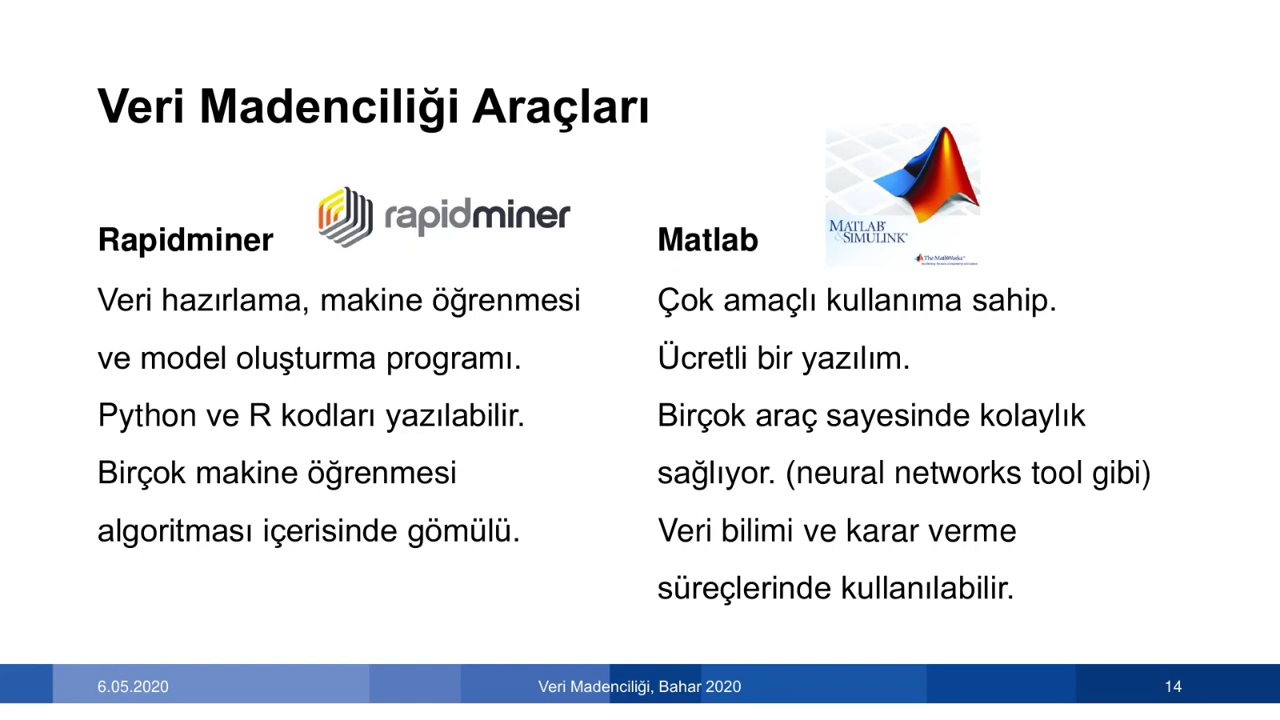 Veri Madenciliği Araçları
Rapidminer
rapidminer
Veri hazırlama, makine öğrenmesi
ve model oluşturma programı.
Python ve R kodları yazılabilir.
Birçok makine öğrenmesi
algoritması içerisinde gömülü.
Matlab
MATLAB®
&SIMULINK®
The MathWorks™
Çok amaçlı kullanıma sahip.
Ücretli bir yazılım.
Birçok araç sayesinde kolaylık
sağlıyor. (neural networks tool gibi)
Veri bilimi ve karar verme
süreçlerinde kullanılabilir.
6.05.2020
Veri Madenciliği, Bahar 2020
14